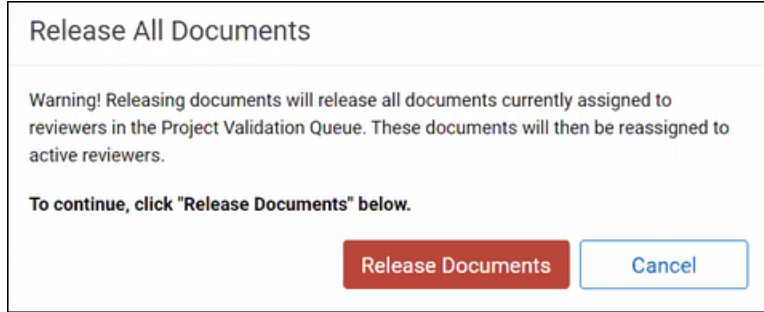 Release All Documents
Warning! Releasing documents will release all documents currently assigned to
reviewers in the Project Validation Queue. These documents will then be reassigned to
active reviewers.
To continue, click "Release Documents" below.
Release Documents
Cancel